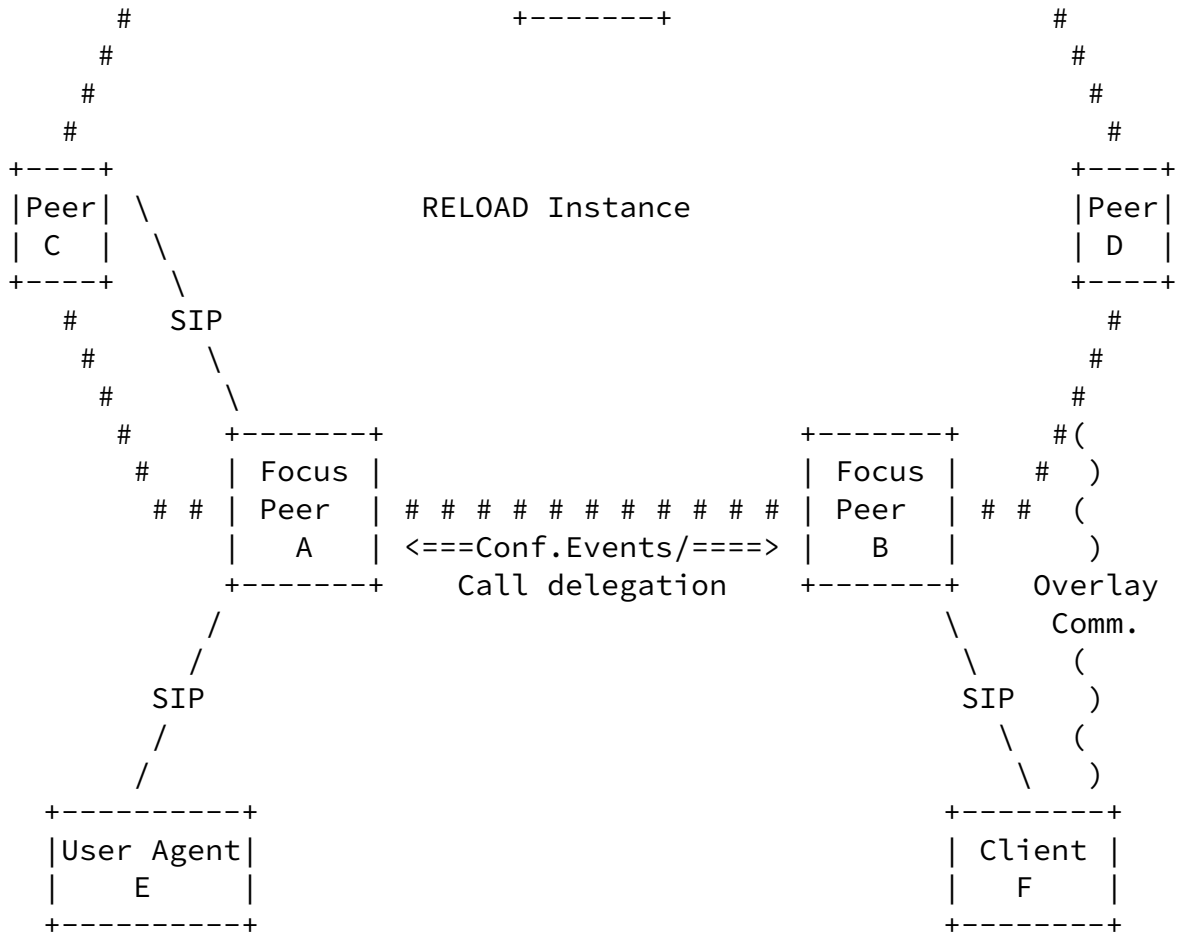 #                     +-------+                     #
#                                                     #
#                                                       #
#                                                         #
+----+                                                     +----+
|Peer| \               RELOAD Instance                     |Peer|
| C  |  \                                                  | D  |
+----+   \                                                 +----+
#     SIP                                                 #
#      \                                                #
#      \                                              #
#     +-------+                       +-------+     #(
#    | Focus |                       | Focus |    #  )
# # | Peer  | # # # # # # # # # # # | Peer  | # #  (
|   A   | <===Conf.Events/====> |   B   |      )
+-------+    Call delegation    +-------+    Overlay
/                                       \     Comm.
/                                         \     (
SIP                                         SIP    )
/                                             \   (
/                                               \   )
+----------+                                      +--------+
|User Agent|                                      | Client |
|    E     |                                      |   F    |
+----------+                                      +--------+